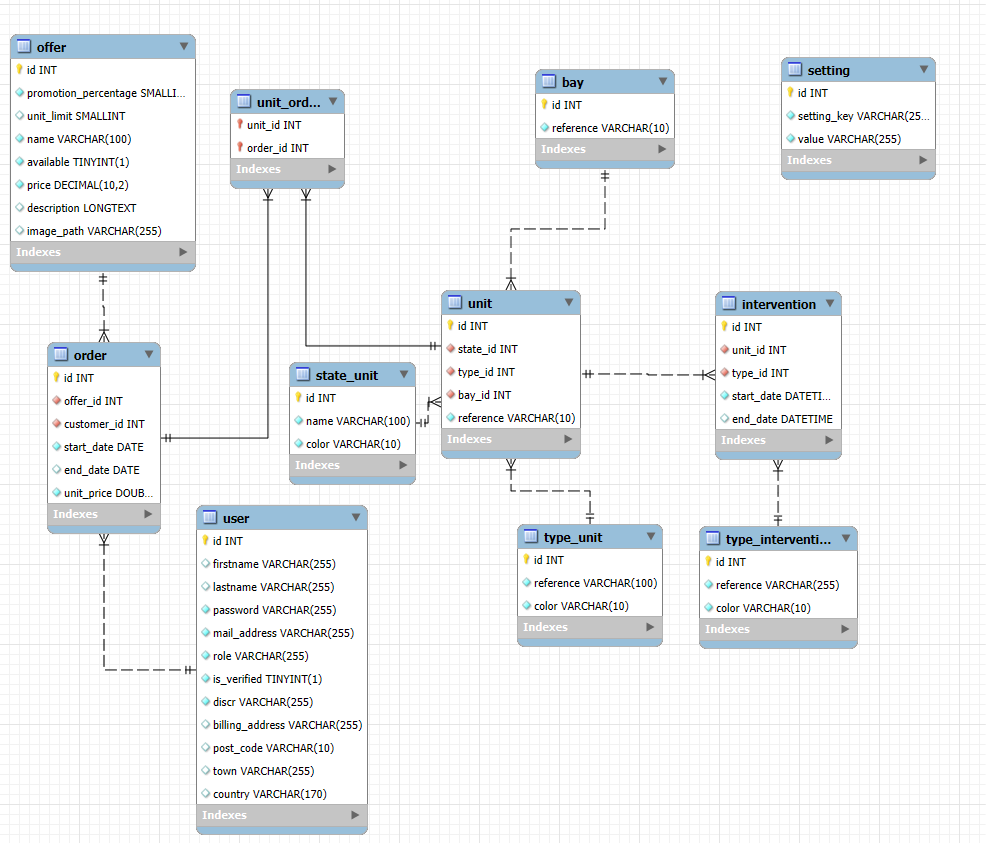 offer
id INT
promotion_percentage SMALLI...
unit_limit SMALLINT
name VARCHAR(100)
available TINYINT(1)
price DECIMAL(10,2)
description LONGTEXT
image_path VARCHAR(255)
Indexes
unit_ord...
unit_id INT
order_id INT
Indexes
bay
id INT
reference VARCHAR(10)
Indexes
setting
id INT
setting_key VARCHAR(25...
value VARCHAR(255)
Indexes
order
id INT
offer_id INT
customer_id INT
start_date DATE
end_date DATE
unit_price DOUB...
Indexes
state_unit
id INT
name VARCHAR(100)
color VARCHAR(10)
Indexes
unit
id INT
state_id INT
type_id INT
bay_id INT
reference VARCHAR(10)
Indexes
intervention
id INT
unit_id INT
type_id INT
start_date DATETI...
end_date DATETIME
Indexes
user
id INT
firstname VARCHAR(255)
lastname VARCHAR(255)
password VARCHAR(255)
mail_address VARCHAR(255)
role VARCHAR(255)
is_verified TINYINT(1)
discr VARCHAR(255)
billing_address VARCHAR(255)
post_code VARCHAR(10)
town VARCHAR(255)
country VARCHAR(170)
Indexes
type_unit
id INT
reference VARCHAR(100)
color VARCHAR(10)
Indexes
type_interventi...
id INT
reference VARCHAR(255)
color VARCHAR(10)
Indexes